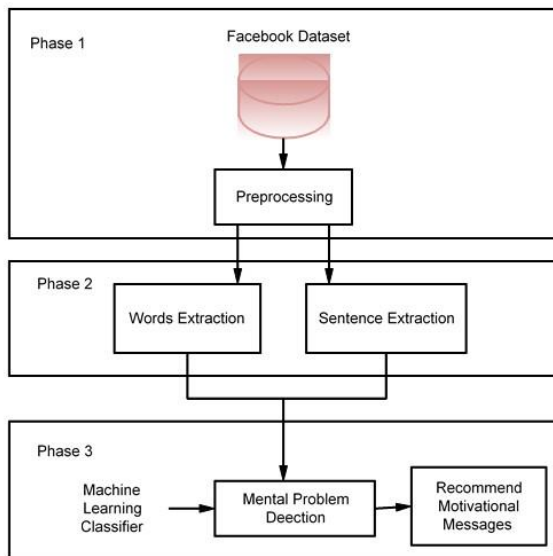 Phase 1
Facebook Dataset
Preprocessing
Phase 2
Words Extraction
Sentence Extraction
Phase 3
Machine
Learning
Classifier
Mental Problem
Deection
Recommend
Motivational
Messages